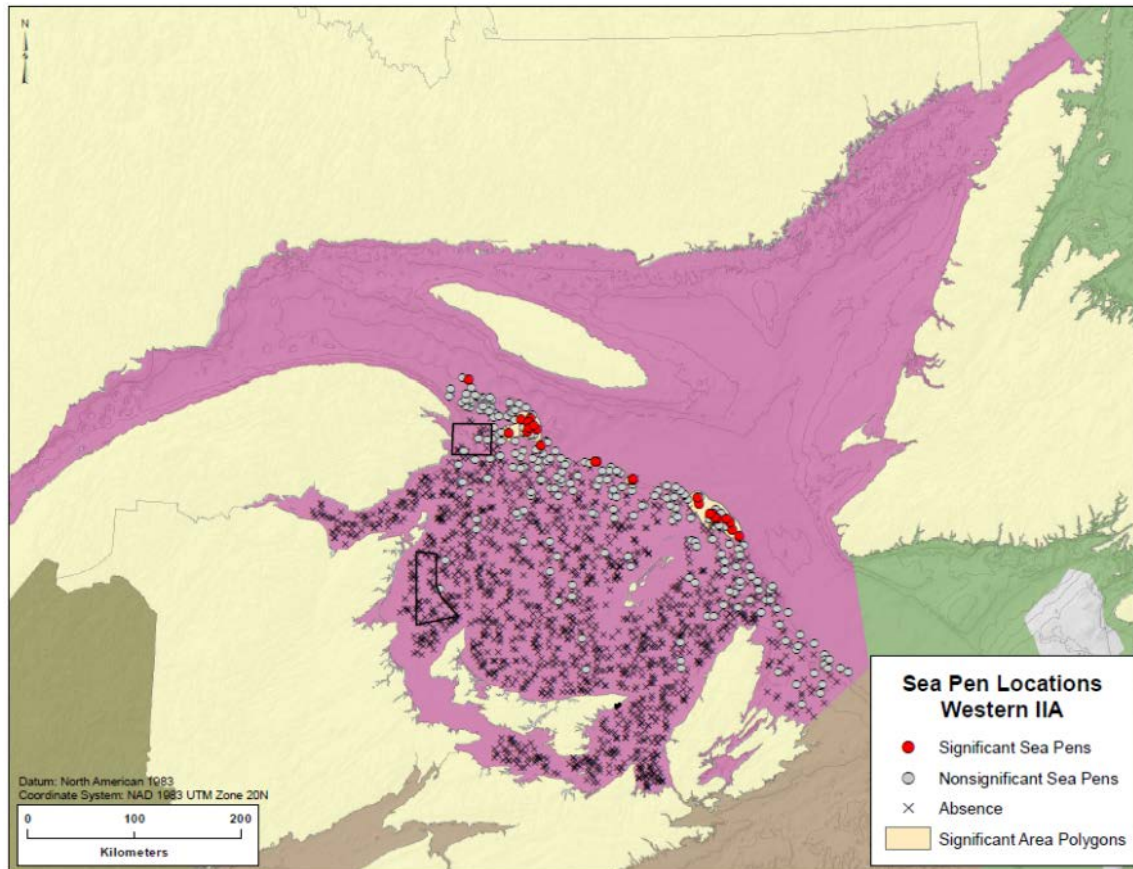 N
Datum: North American 1983
Coordinate System: NAD 1983 UTM Zone 20N
0 100 200
Kilometers
Sea Pen Locations
Western IIA
Significant Sea Pens
Nonsignificant Sea Pens
Absence
Significant Area Polygons